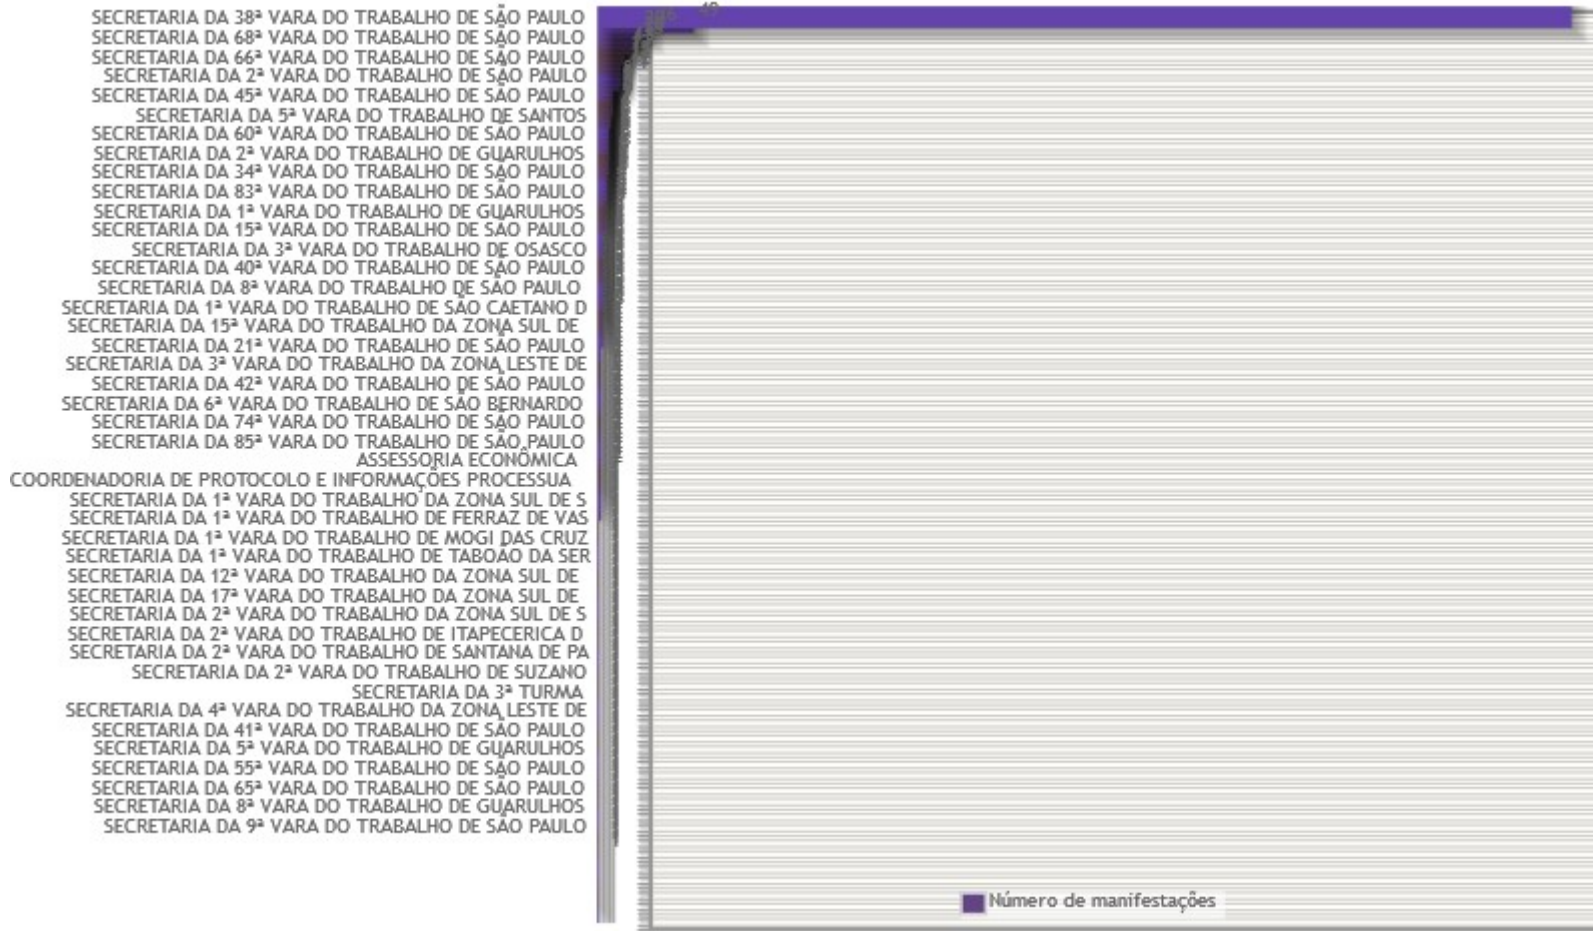 SECRETARIA DA 38ª VARA DO TRABALHO DE SÃO PAULO
SECRETARIA DA 68ª VARA DO TRABALHO DE SÃO PAULO
SECRETARIA DA 66ª VARA DO TRABALHO DE SÃO PAULO
SECRETARIA DA 2ª VARA DO TRABALHO DE SÃO PAULO
SECRETARIA DA 45ª VARA DO TRABALHO DE SÃO PAULO
SECRETARIA DA 5ª VARA DO TRABALHO DE SANTOS
SECRETARIA DA 60ª VARA DO TRABALHO DE SÃO PAULO
SECRETARIA DA 2ª VARA DO TRABALHO DE GUARULHOS
SECRETARIA DA 34ª VARA DO TRABALHO DE SÃO PAULO
SECRETARIA DA 83ª VARA DO TRABALHO DE SÃO PAULO
SECRETARIA DA 1ª VARA DO TRABALHO DE GUARULHOS
SECRETARIA DA 15ª VARA DO TRABALHO DE SÃO PAULO
SECRETARIA DA 3ª VARA DO TRABALHO DE OSASCO
SECRETARIA DA 40ª VARA DO TRABALHO DE SÃO PAULO
SECRETARIA DA 8ª VARA DO TRABALHO DE SÃO PAULO
SECRETARIA DA 1ª VARA DO TRABALHO DE SÃO CAETANO D
SECRETARIA DA 15ª VARA DO TRABALHO DA ZONA SUL DE
SECRETARIA DA 21ª VARA DO TRABALHO DE SÃO PAULO
SECRETARIA DA 3ª VARA DO TRABALHO DA ZONA LESTE DE
SECRETARIA DA 42ª VARA DO TRABALHO DE SÃO PAULO
SECRETARIA DA 6ª VARA DO TRABALHO DE SÃO BERNARDO
SECRETARIA DA 74ª VARA DO TRABALHO DE SÃO PAULO
SECRETARIA DA 85ª VARA DO TRABALHO DE SÃO PAULO
ASSESSORIA ECONÔMICA
COORDENADORIA DE PROTOCOLO E INFORMAÇÕES PROCESSUA
SECRETARIA DA 1ª VARA DO TRABALHO DA ZONA SUL DE S
SECRETARIA DA 1ª VARA DO TRABALHO DE FERRAZ DE VAS
SECRETARIA DA 1ª VARA DO TRABALHO DE MOGI DAS CRUZ
SECRETARIA DA 1ª VARA DO TRABALHO DE TABOÃO DA SER
SECRETARIA DA 12ª VARA DO TRABALHO DA ZONA SUL DE
SECRETARIA DA 17ª VARA DO TRABALHO DA ZONA SUL DE
SECRETARIA DA 2ª VARA DO TRABALHO DA ZONA SUL DE S
SECRETARIA DA 2ª VARA DO TRABALHO DE ITAPECERICA D
SECRETARIA DA 2ª VARA DO TRABALHO DE SANTANA DE PA
SECRETARIA DA 2ª VARA DO TRABALHO DE SUZANO
SECRETARIA DA 3ª TURMA
SECRETARIA DA 4ª VARA DO TRABALHO DA ZONA LESTE DE
SECRETARIA DA 41ª VARA DO TRABALHO DE SÃO PAULO
SECRETARIA DA 5ª VARA DO TRABALHO DE GUARULHOS
SECRETARIA DA 55ª VARA DO TRABALHO DE SÃO PAULO
SECRETARIA DA 65ª VARA DO TRABALHO DE SÃO PAULO
SECRETARIA DA 8ª VARA DO TRABALHO DE GUARULHOS
SECRETARIA DA 9ª VARA DO TRABALHO DE SÃO PAULO
Número de manifestações